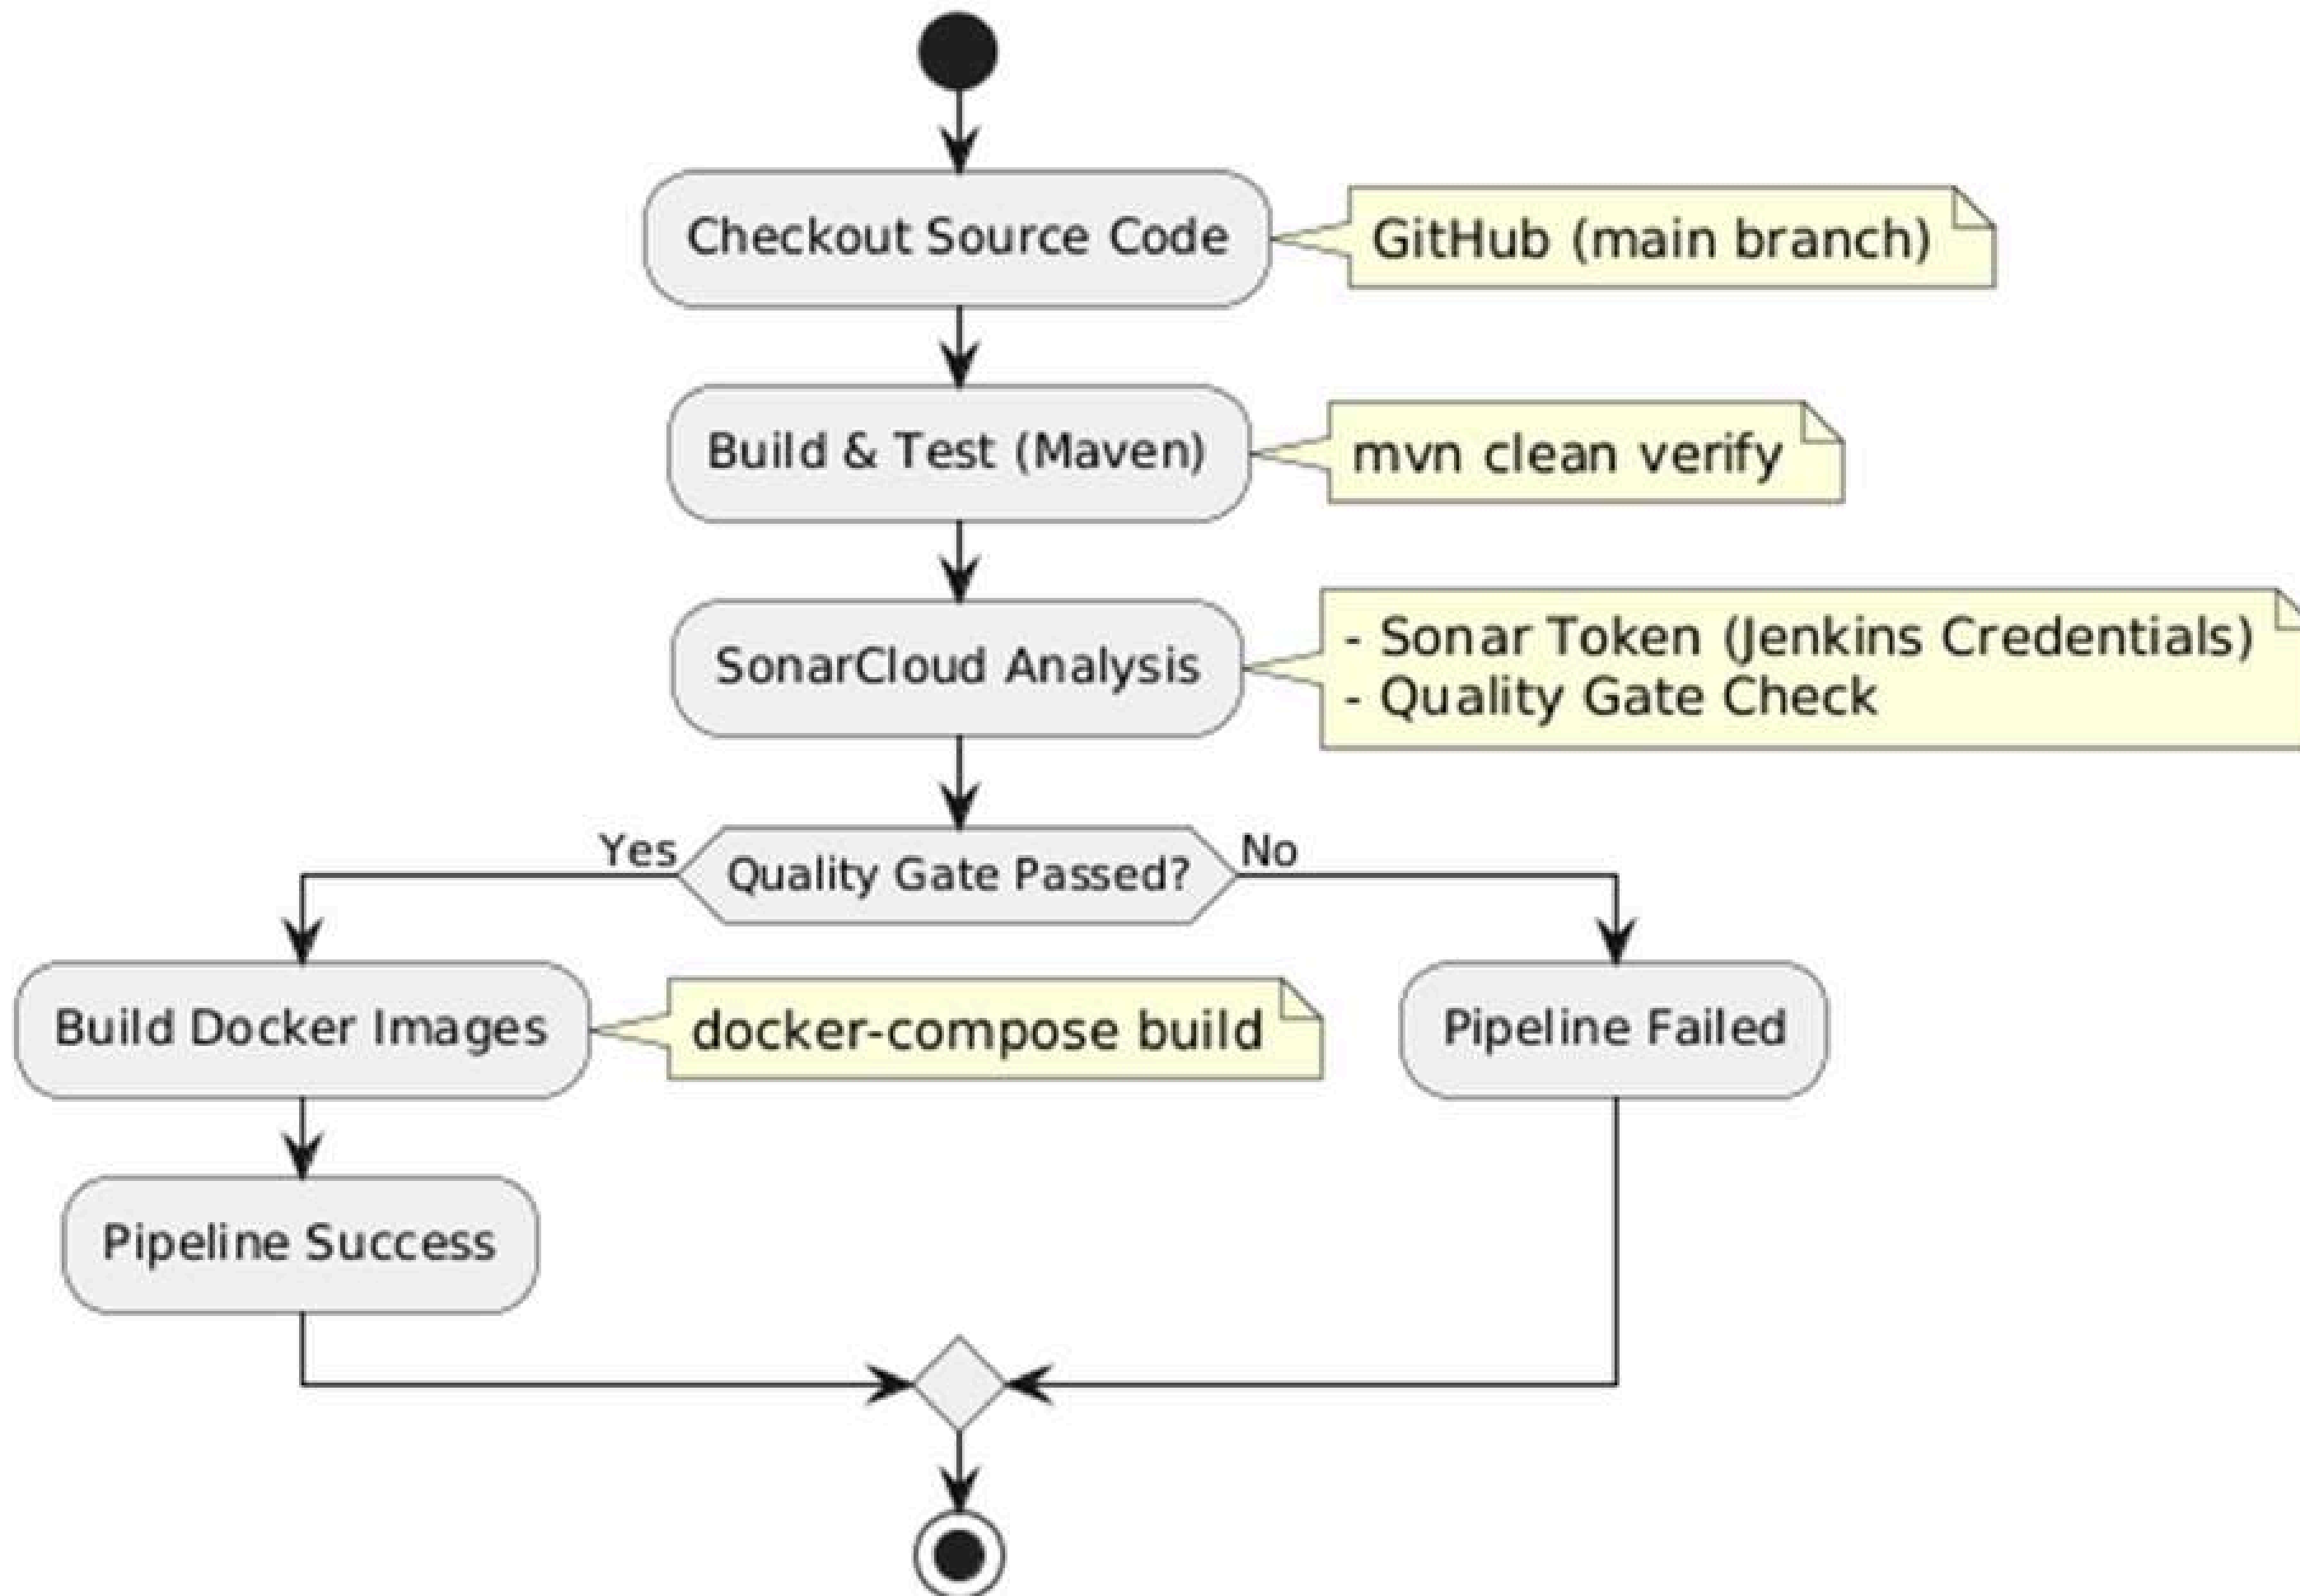 Checkout Source Code
GitHub (main branch)
Build & Test (Maven)
mvn clean verify
SonarCloud Analysis
- Sonar Token (Jenkins Credentials)
- Quality Gate Check
Yes
Quality Gate Passed?
No
Build Docker Images
docker-compose build
Pipeline Failed
Pipeline Success